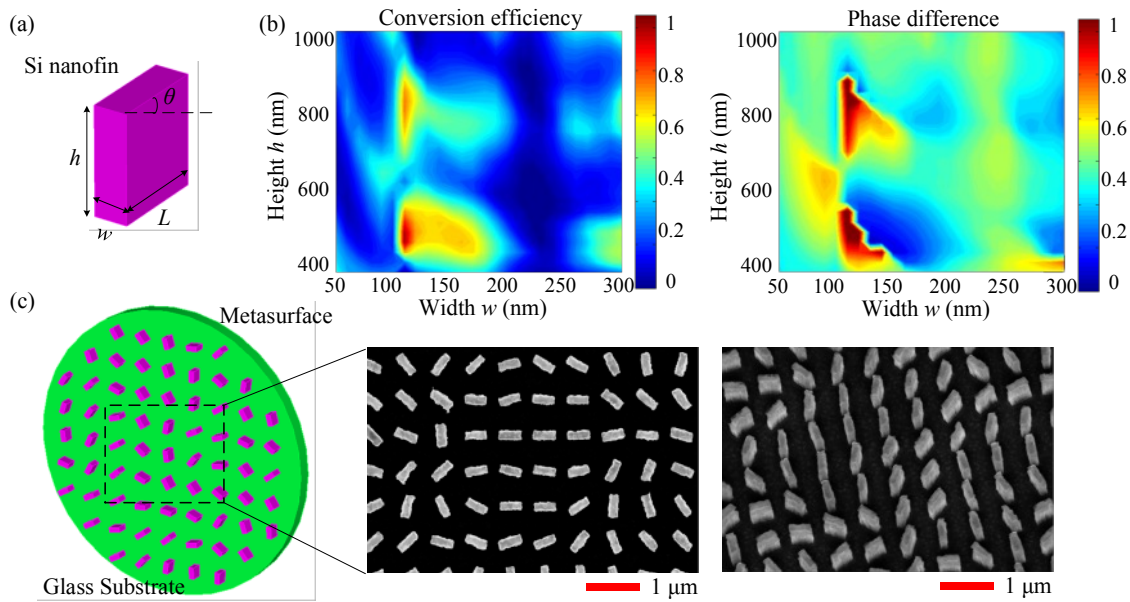 (a)
Si nanofin
θ
h
L
w
(b)
Conversion efficiency
1000
800
600
400
50
100
150
200
250
300
Height h (nm)
Width w (nm)
1
0.8
0.6
0.4
0.2
0
Phase difference
1000
800
600
400
50
100
150
200
250
300
Height h (nm)
Width w (nm)
1
0.8
0.6
0.4
0.2
0
(c)
Metasurface
Glass Substrate
1 μm
1 μm